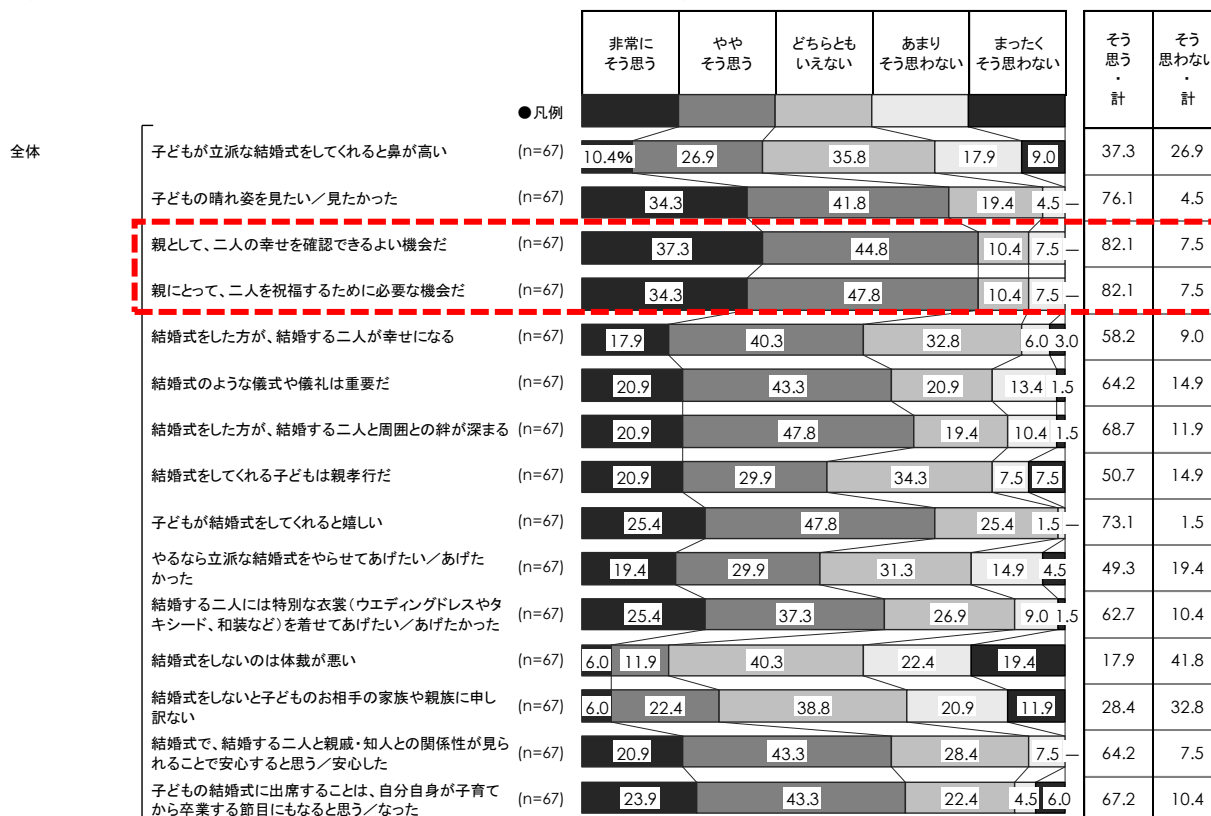 非常に
そう思う
やや
そう思う
どちらとも
いえない
あまり
そう思わない
まったく
そう思わない
そう
思う
・
計
そう
思わない
・
計
●凡例
全体
子どもが立派な結婚式をしてくれると鼻が高い (n=67) 10.4% 26.9 35.8 17.9 9.0 37.3 26.9
子どもの晴れ姿を見たい／見たかった (n=67) 34.3 41.8 19.4 4.5 — 76.1 4.5
親として、二人の幸せを確認できるよい機会だ (n=67) 37.3 44.8 10.4 7.5 — 82.1 7.5
親にとって、二人を祝福するために必要な機会だ (n=67) 34.3 47.8 10.4 7.5 — 82.1 7.5
結婚式をした方が、結婚する二人が幸せになる (n=67) 17.9 40.3 32.8 6.0 3.0 58.2 9.0
結婚式のような儀式や儀礼は重要だ (n=67) 20.9 43.3 20.9 13.4 1.5 64.2 14.9
結婚式をした方が、結婚する二人と周囲との絆が深まる (n=67) 20.9 47.8 19.4 10.4 1.5 68.7 11.9
結婚式をしてくれる子どもは親孝行だ (n=67) 20.9 29.9 34.3 7.5 7.5 50.7 14.9
子どもが結婚式をしてくれると嬉しい (n=67) 25.4 47.8 25.4 1.5 — 73.1 1.5
やるなら立派な結婚式をやらせてあげたい／あげた
かった (n=67) 19.4 29.9 31.3 14.9 4.5 49.3 19.4
結婚する二人には特別な衣裳（ウエディングドレスやタ
キシード、和装など）を着せてあげたい／あげたかった (n=67) 25.4 37.3 26.9 9.0 1.5 62.7 10.4
結婚式をしないのは体裁が悪い (n=67) 6.0 11.9 40.3 22.4 19.4 17.9 41.8
結婚式をしないと子どものお相手の家族や親族に申し
訳ない (n=67) 6.0 22.4 38.8 20.9 11.9 28.4 32.8
結婚式で、結婚する二人と親戚・知人との関係性が見ら
れることで安心すると思う／安心した (n=67) 20.9 43.3 28.4 7.5 — 64.2 7.5
子どもの結婚式に出席することは、自分自身が子育て
から卒業する節目にもなると思う／なった (n=67) 23.9 43.3 22.4 4.5 6.0 67.2 10.4